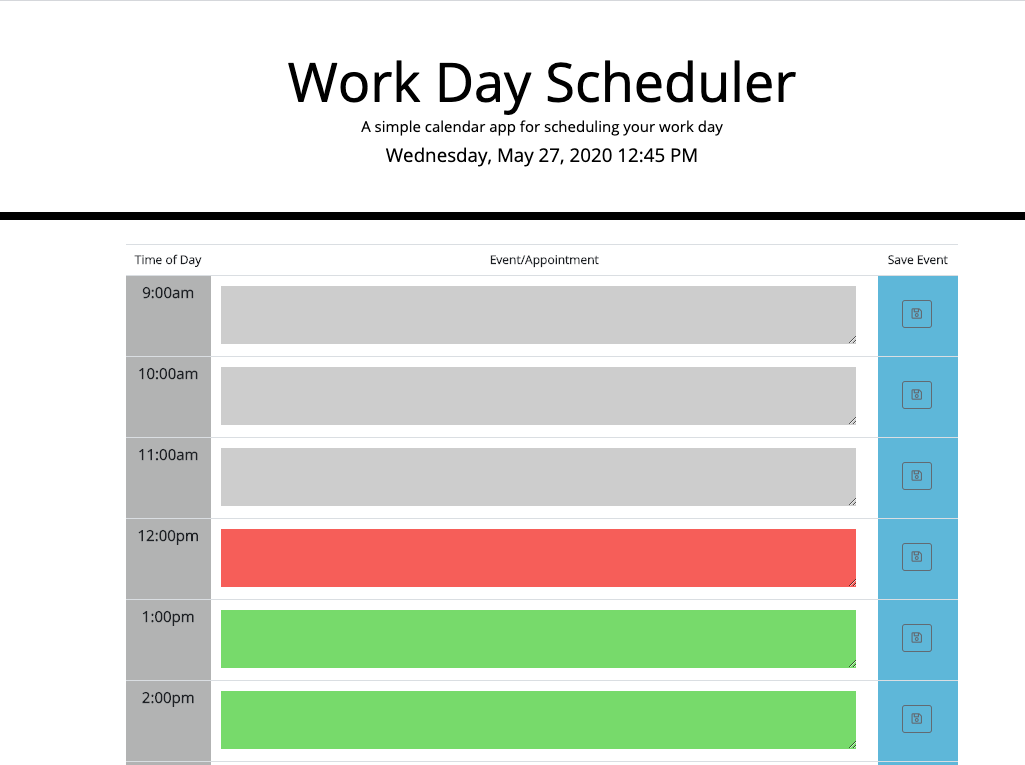 Work Day Scheduler
A simple calendar app for scheduling your work day
Wednesday, May 27, 2020 12:45 PM
Time of Day Event/Appointment Save Event
9:00am
10:00am
11:00am
12:00pm
1:00pm
2:00pm